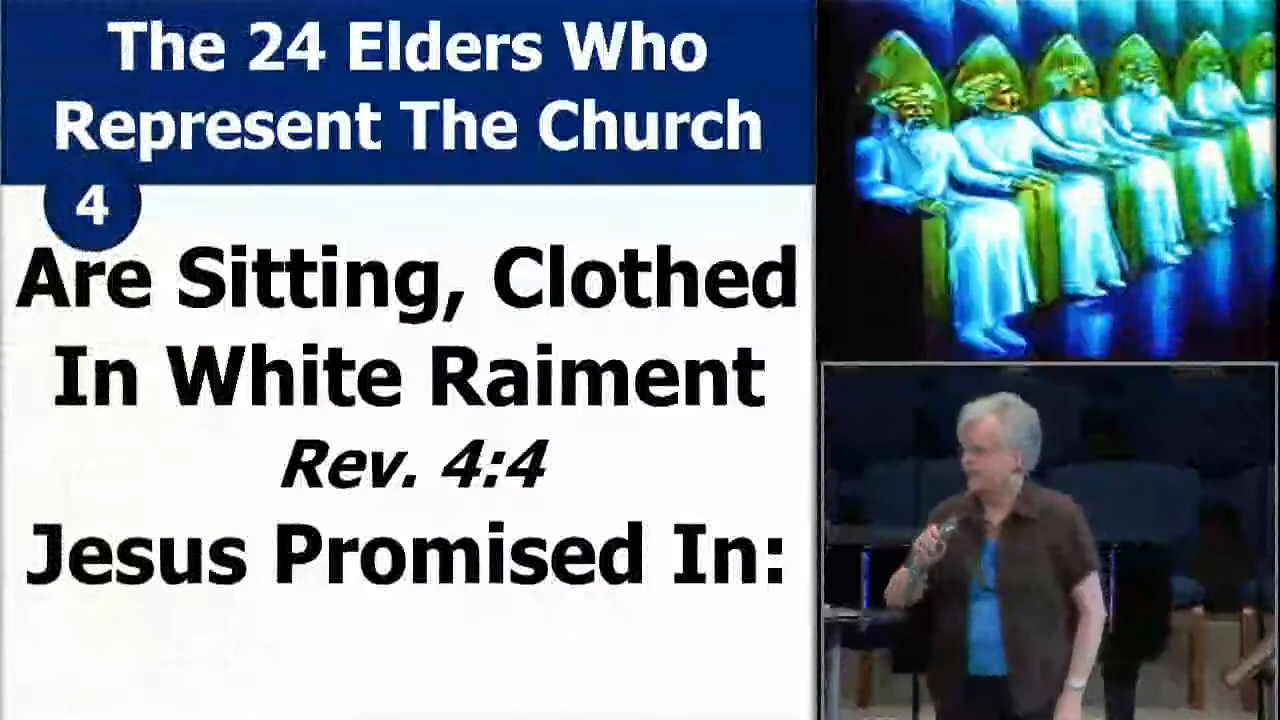 The 24 Elders Who
Represent The Church
4
Are Sitting, Clothed
In White Raiment
Rev. 4:4
Jesus Promised In: